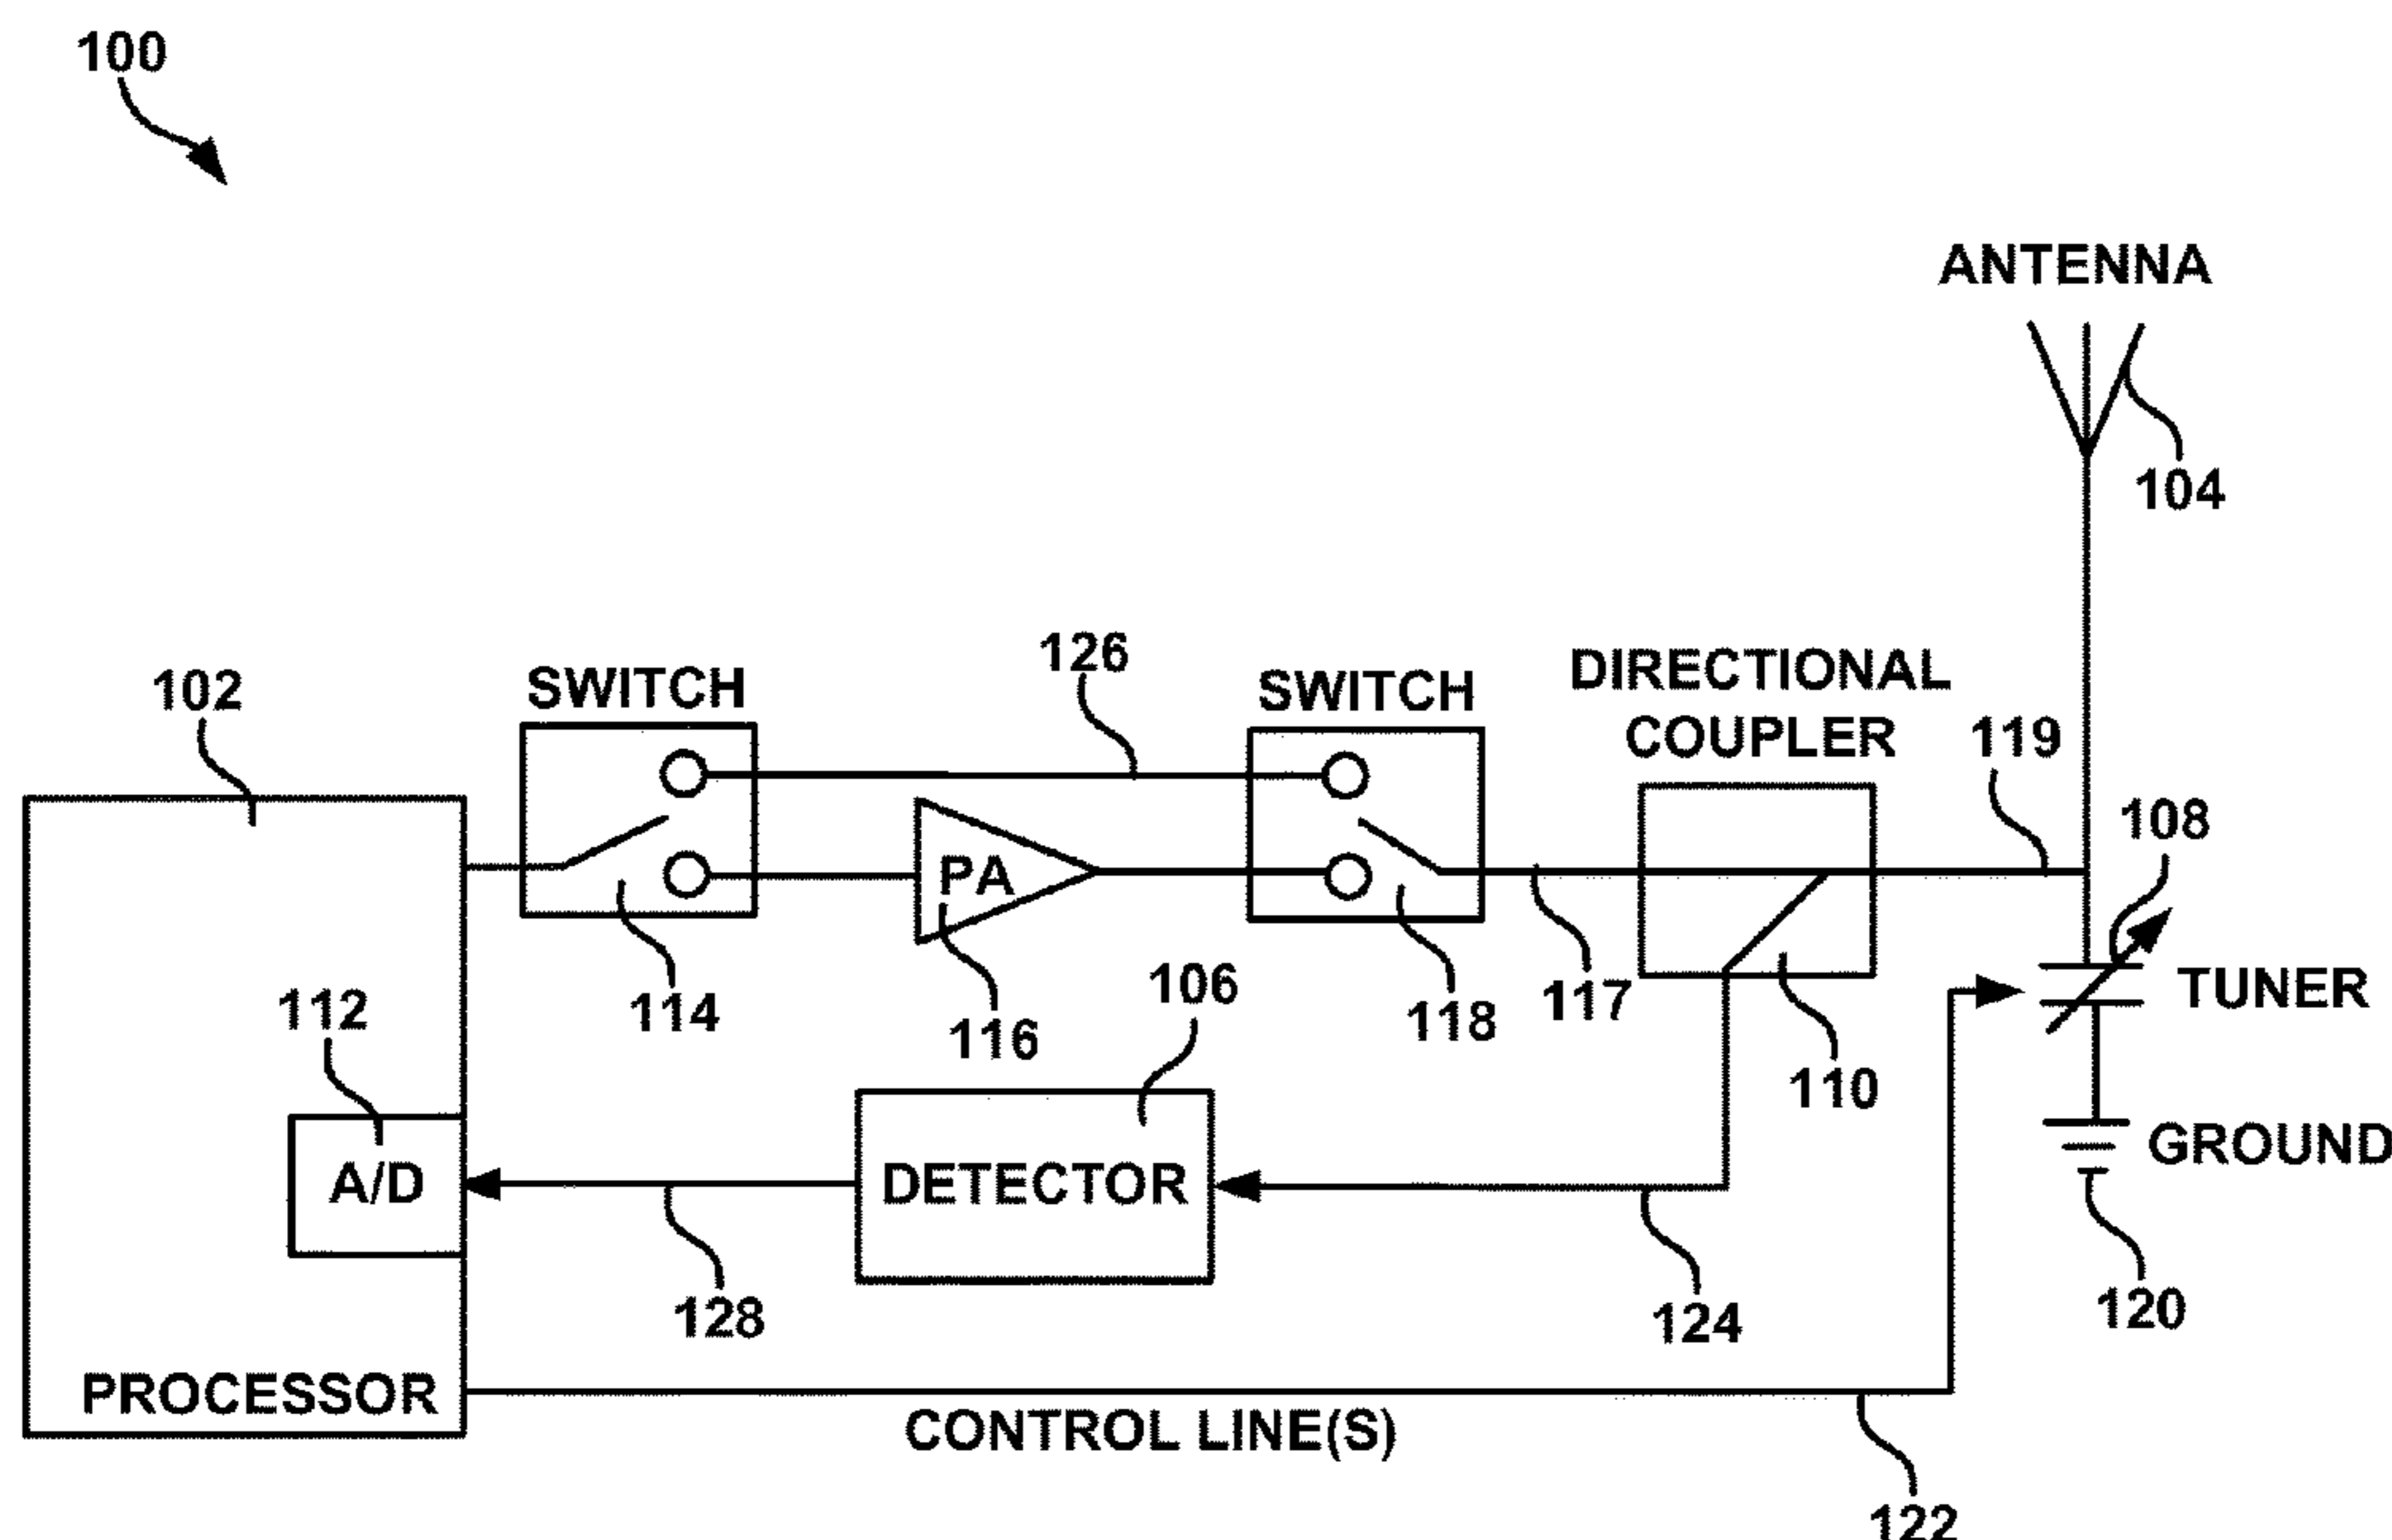 100
ANTENNA
104
126
DIRECTIONAL
COUPLER
102
SWITCH
SWITCH
119
108
PA
114
116
118
117
110
TUNER
112
106
A/D
DETECTOR
GROUND
128
124
120
PROCESSOR
CONTROL LINE(S)
122